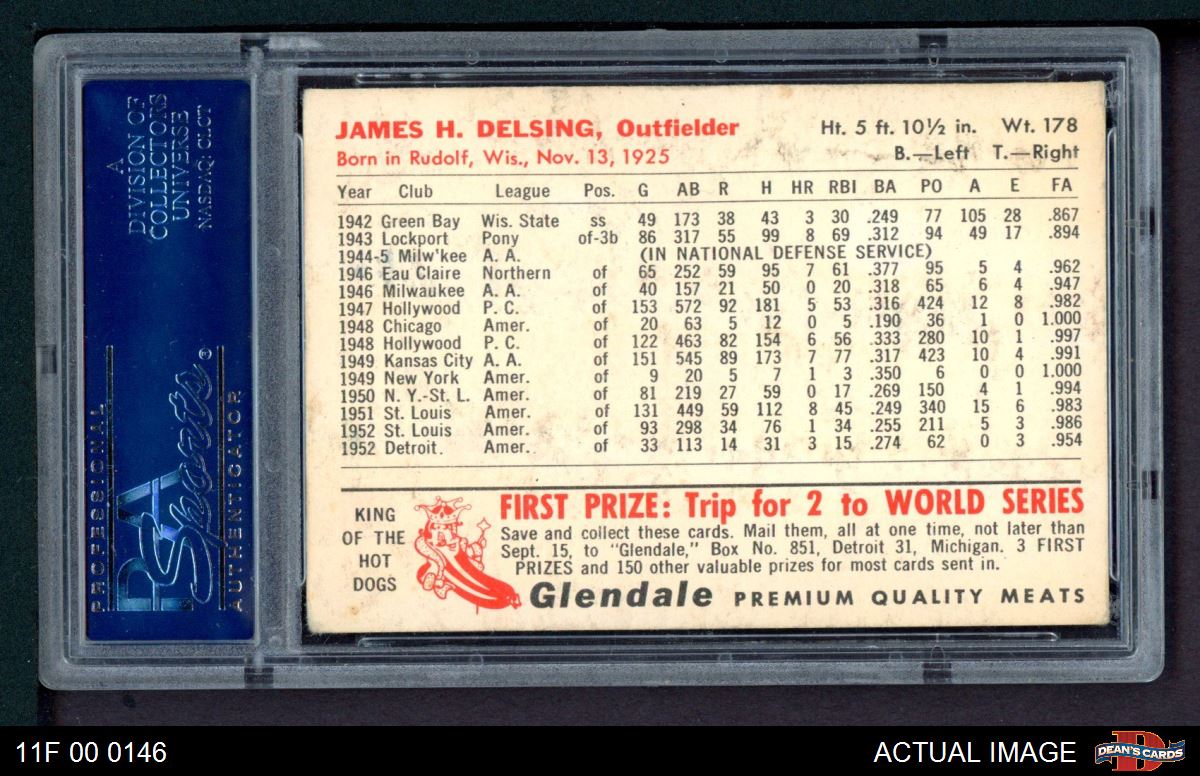 A
DIVISION OF
COLLECTORS
UNIVERSE
NASDAQ: CLCT
PROFESSIONAL
PSA
Sports®
AUTHENTICATOR
JAMES H. DELSING, Outfielder Ht. 5 ft. 10½ in. Wt. 178
Born in Rudolf, Wis., Nov. 13, 1925 B.—Left T.—Right
Year Club League Pos. G AB R H HR RBI BA PO A E FA
1942 Green Bay Wis. State ss 49 173 38 43 3 30 .249 77 105 28 .867
1943 Lockport Pony of-3b 86 317 55 99 8 69 .312 94 49 17 .894
1944-5 Milw'kee A. A. (IN NATIONAL DEFENSE SERVICE)
1946 Eau Claire Northern of 65 252 59 95 7 61 .377 95 5 4 .962
1946 Milwaukee A. A. of 40 157 21 50 0 20 .318 65 6 4 .947
1947 Hollywood P. C. of 153 572 92 181 5 53 .316 424 12 8 .982
1948 Chicago Amer. of 20 63 5 12 0 5 .190 36 1 0 1.000
1948 Hollywood P. C. of 122 463 82 154 6 56 .333 280 10 1 .997
1949 Kansas City A. A. of 151 545 89 173 7 77 .317 423 10 4 .991
1949 New York Amer. of 9 20 5 7 1 3 .350 6 0 0 1.000
1950 N. Y.-St. L. Amer. of 81 219 27 59 0 17 .269 150 4 1 .994
1951 St. Louis Amer. of 131 449 59 112 8 45 .249 340 15 6 .983
1952 St. Louis Amer. of 93 298 34 76 1 34 .255 211 5 3 .986
1952 Detroit. Amer. of 33 113 14 31 3 15 .274 62 0 3 .954
KING
OF THE
HOT
DOGS
FIRST PRIZE: Trip for 2 to WORLD SERIES
Save and collect these cards. Mail them, all at one time, not later than
Sept. 15, to "Glendale," Box No. 851, Detroit 31, Michigan. 3 FIRST
PRIZES and 150 other valuable prizes for most cards sent in.
Glendale PREMIUM QUALITY MEATS
11F 00 0146 ACTUAL IMAGE DEAN'S CARDS